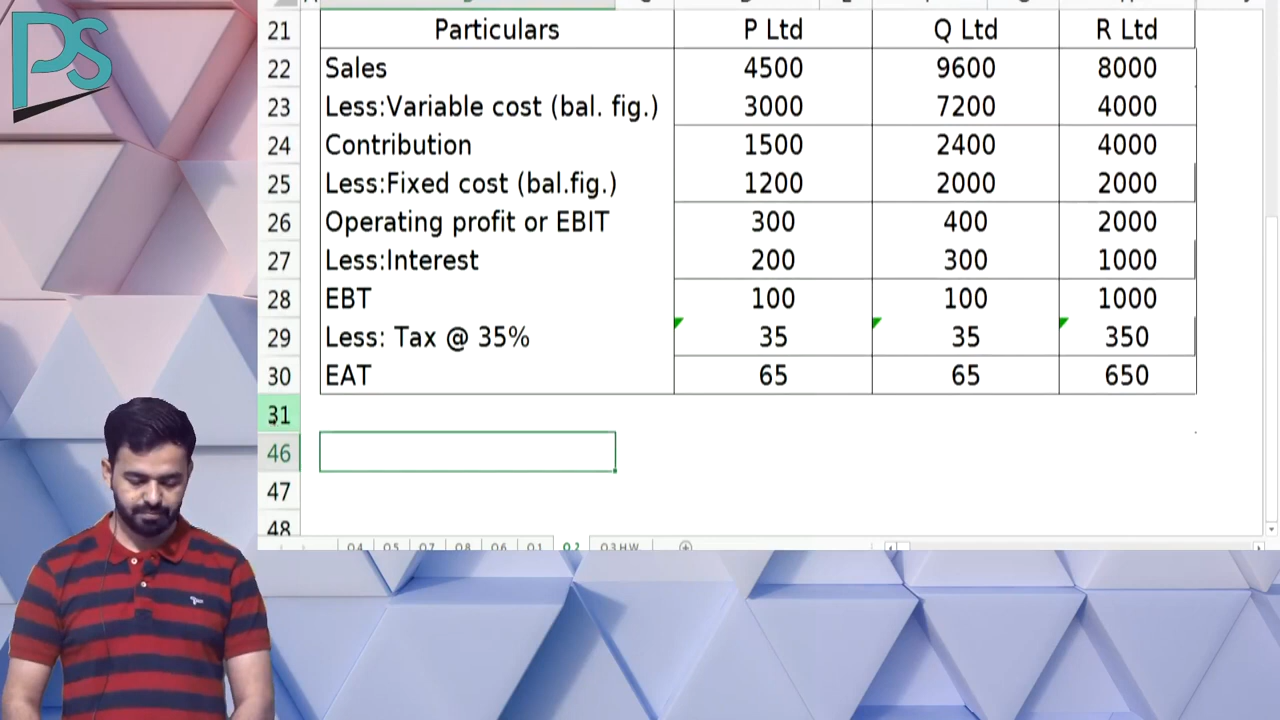 PS
21 Particulars P Ltd Q Ltd R Ltd
22 Sales 4500 9600 8000
23 Less:Variable cost (bal. fig.) 3000 7200 4000
24 Contribution 1500 2400 4000
25 Less:Fixed cost (bal.fig.) 1200 2000 2000
26 Operating profit or EBIT 300 400 2000
27 Less:Interest 200 300 1000
28 EBT 100 100 1000
29 Less: Tax @ 35% 35 35 350
30 EAT 65 65 650
31
46
47
48